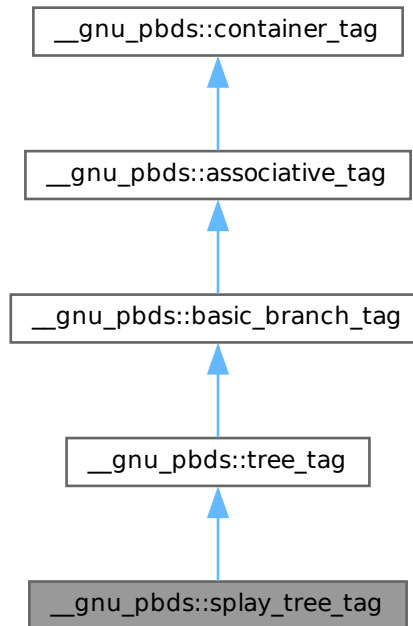 __gnu_pbds::container_tag
__gnu_pbds::associative_tag
__gnu_pbds::basic_branch_tag
__gnu_pbds::tree_tag
__gnu_pbds::splay_tree_tag